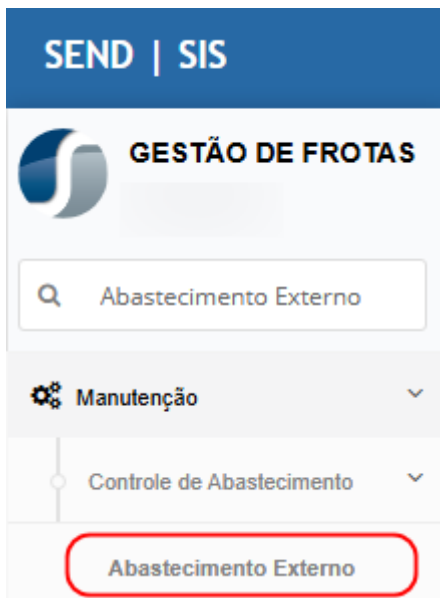 SEND | SIS
GESTÃO DE FROTAS
Abastecimento Externo
Manutenção
Controle de Abastecimento
Abastecimento Externo